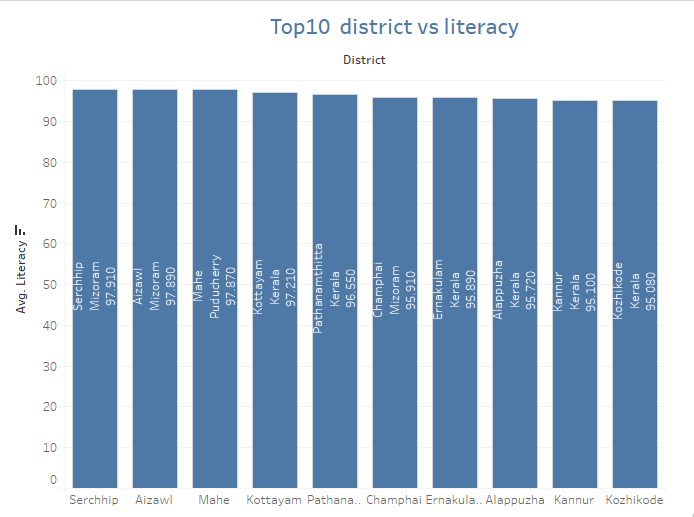 Top10 district vs literacy
District
Avg. Literacy
100
90
80
70
60
50
40
30
20
10
0
Serchhip
Mizoram
97.910
Aizawl
Mizoram
97.890
Mahe
Puducherry
97.870
Kottayam
Kerala
97.210
Pathanamthitta
Kerala
96.550
Champhai
Mizoram
95.910
Ernakulam
Kerala
95.890
Alappuzha
Kerala
95.720
Kannur
Kerala
95.100
Kozhikode
Kerala
95.080
Serchhip Aizawl Mahe Kottayam Pathana.. Champhai Ernakula.. Alappuzha Kannur Kozhikode